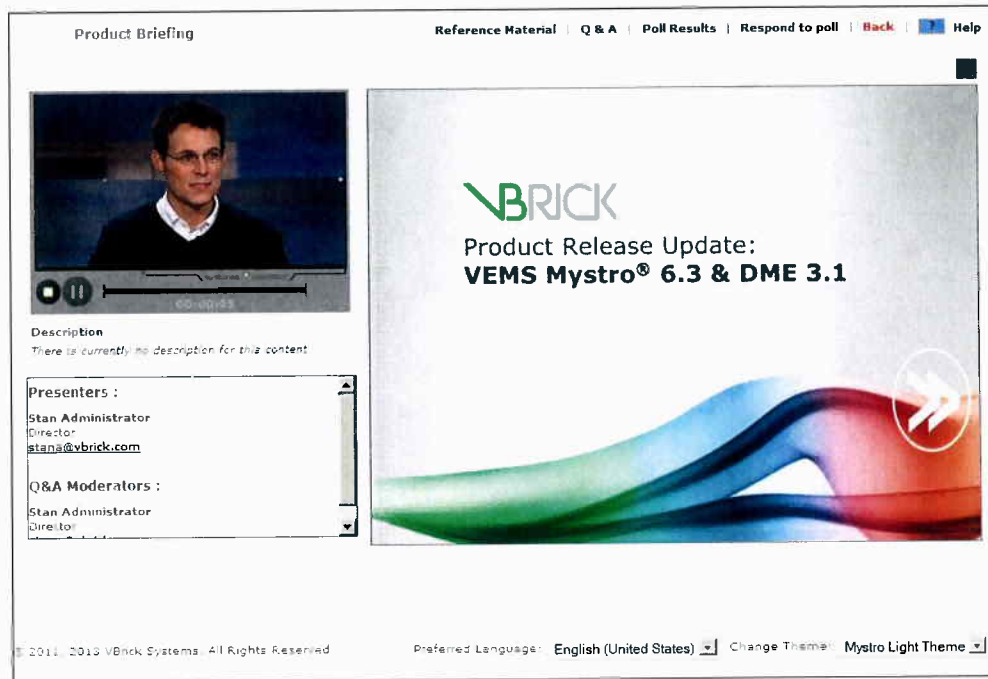 Product Briefing
Reference Material | Q & A | Poll Results | Respond to poll | Back | ? Help
VBRICK
Product Release Update:
VEMS Mystro® 6.3 & DME 3.1
00:00:03
Description
There is currently no description for this content
Presenters :
Stan Administrator
Director
stana@vbrick.com
Q&A Moderators :
Stan Administrator
Director
© 2011, 2013 VBrick Systems. All Rights Reserved
Preferred Language: English (United States) Change Theme: Mystro Light Theme